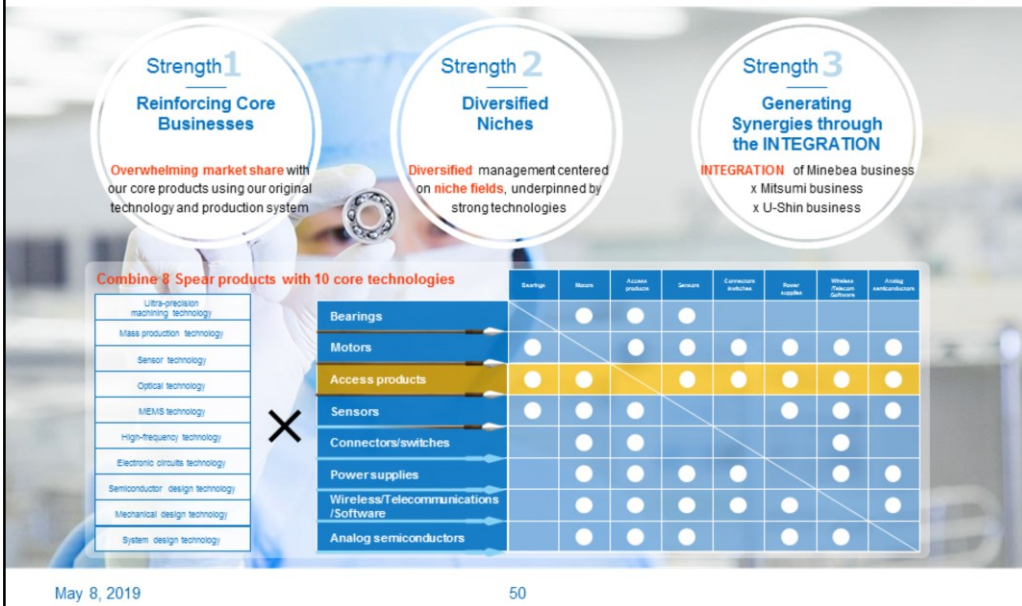 Strength 1
Reinforcing Core
Businesses
Overwhelming market share with
our core products using our original
technology and production system
Strength 2
Diversified
Niches
Diversified management centered
on niche fields, underpinned by
strong technologies
Strength 3
Generating
Synergies through
the INTEGRATION
INTEGRATION of Minebea business
x Mitsumi business
x U-Shin business
Combine 8 Spear products with 10 core technologies
Ultra-precision
machining technology
Mass production technology
Sensor technology
Optical technology
MEMS technology
High-frequency technology
Electronic circuits technology
Semiconductor design technology
Mechanical design technology
System design technology
×
Bearings
Motors
Access
products
Sensors
Connectors
/switches
Power
supplies
Wireless
/Telecom
Software
Analog
semiconductors
Bearings
Motors
Access products
Sensors
Connectors/switches
Power supplies
Wireless/Telecommunications
/Software
Analog semiconductors
May 8, 2019
50